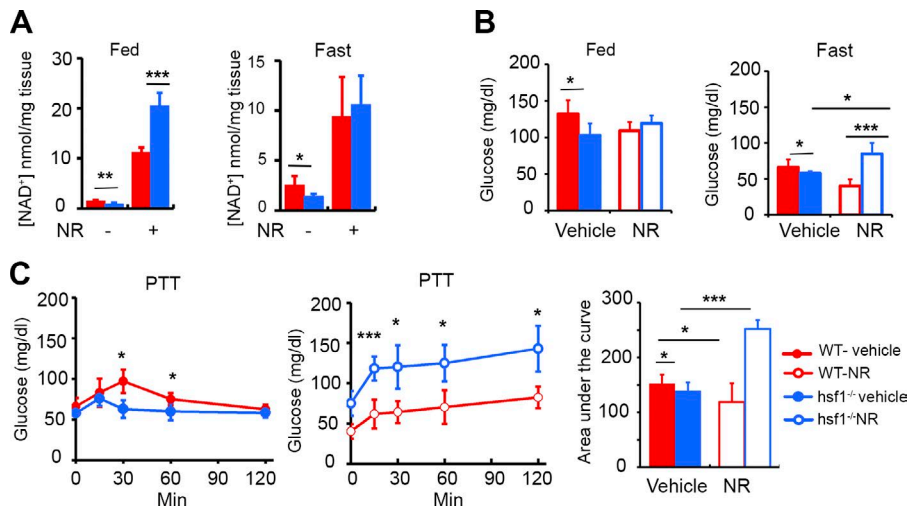 A
Fed
[NAD+] nmol/mg tissue
30
20
10
0
***
**
NR - +
Fast
[NAD+] nmol/mg tissue
15
10
5
0
*
NR - +
B
Fed
Glucose (mg/dl)
200
150
100
50
0
*
Vehicle NR
Fast
Glucose (mg/dl)
200
150
100
50
0
*
***
*
Vehicle NR
C
PTT
Glucose (mg/dl)
200
150
100
50
0
*
*
0 30 60 120
Min
PTT
Glucose (mg/dl)
200
150
100
50
0
***
*
*
*
0 30 60 120
Min
Area under the curve
300
250
150
100
0
***
*
*
Vehicle NR
WT- vehicle
WT-NR
hsf1-/- vehicle
hsf1-/-NR